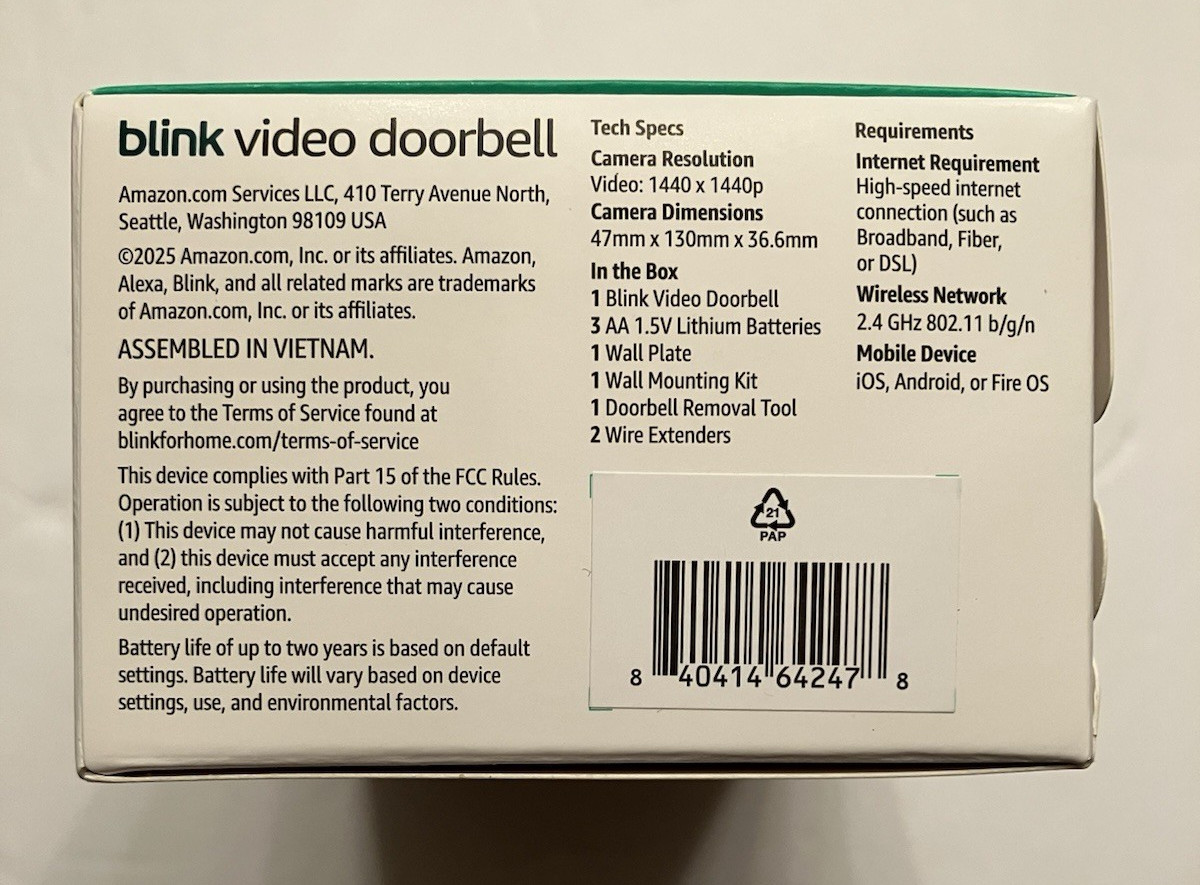 blink video doorbell
Amazon.com Services LLC, 410 Terry Avenue North,
Seattle, Washington 98109 USA
©2025 Amazon.com, Inc. or its affiliates. Amazon,
Alexa, Blink, and all related marks are trademarks
of Amazon.com, Inc. or its affiliates.
ASSEMBLED IN VIETNAM.
By purchasing or using the product, you
agree to the Terms of Service found at
blinkforhome.com/terms-of-service
This device complies with Part 15 of the FCC Rules.
Operation is subject to the following two conditions:
(1) This device may not cause harmful interference,
and (2) this device must accept any interference
received, including interference that may cause
undesired operation.
Battery life of up to two years is based on default
settings. Battery life will vary based on device
settings, use, and environmental factors.
Tech Specs
Camera Resolution
Video: 1440 x 1440p
Camera Dimensions
47mm x 130mm x 36.6mm
In the Box
1 Blink Video Doorbell
3 AA 1.5V Lithium Batteries
1 Wall Plate
1 Wall Mounting Kit
1 Doorbell Removal Tool
2 Wire Extenders
Requirements
Internet Requirement
High-speed internet
connection (such as
Broadband, Fiber,
or DSL)
Wireless Network
2.4 GHz 802.11 b/g/n
Mobile Device
iOS, Android, or Fire OS
21
PAP
8 40414 64247 8